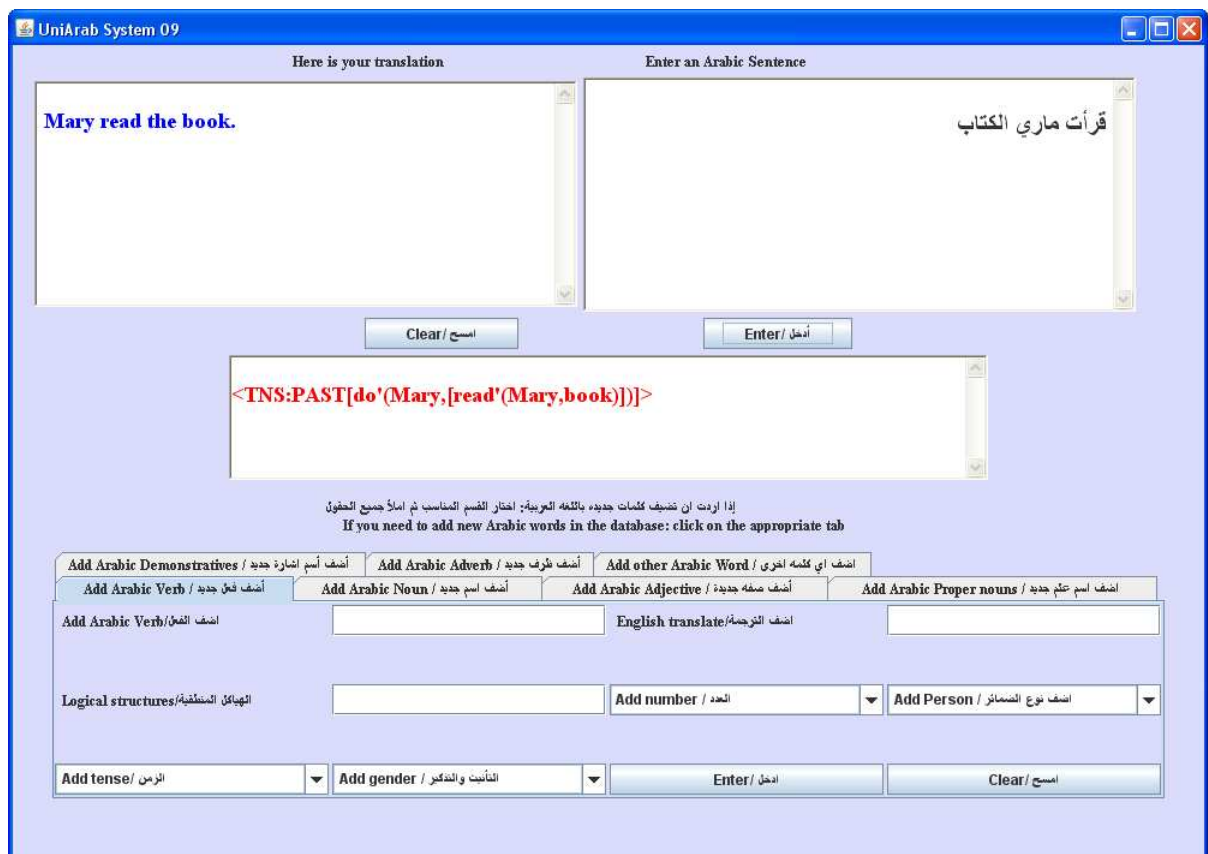 UniArab System 09
Here is your translation
Enter an Arabic Sentence
Mary read the book.
قرأت ماري الكتاب
Clear/امسح
Enter/أدخل
<TNS:PAST[do'(Mary,[read'(Mary,book)])]>
إذا اردت ان تضيف كلمات جديده باللغه العربية: اختار القسم المناسب ثم املأ جميع الحقول
If you need to add new Arabic words in the database: click on the appropriate tab
Add Arabic Demonstratives / أضف أسم اشارة جديد
Add Arabic Adverb / أضف ظرف جديد
Add other Arabic Word / اضف اي كلمه اخرى
Add Arabic Verb / أضف فعل جديد
Add Arabic Noun / أضف اسم جديد
Add Arabic Adjective / أضف صفه جديدة
Add Arabic Proper nouns / اضف اسم علم جديد
Add Arabic Verb/اضف الفعل
English translate/اضف الترجمة
Logical structures/الهياكل المنطقية
Add number / العدد
Add Person / اضف نوع الضمائر
Add tense/ الزمن
Add gender / التأنيث والتذكير
Enter/ ادخل
Clear/ امسح